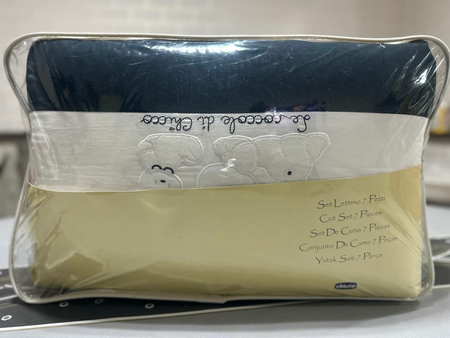 Le coccole di Chicco
Set Lettino 7 Pezzi
Cot Set 7 Pieces
Set De Cuna 7 Piezas
Conjunto De Cama 7 Peças
Yatak Seti 7 Parça
chicco